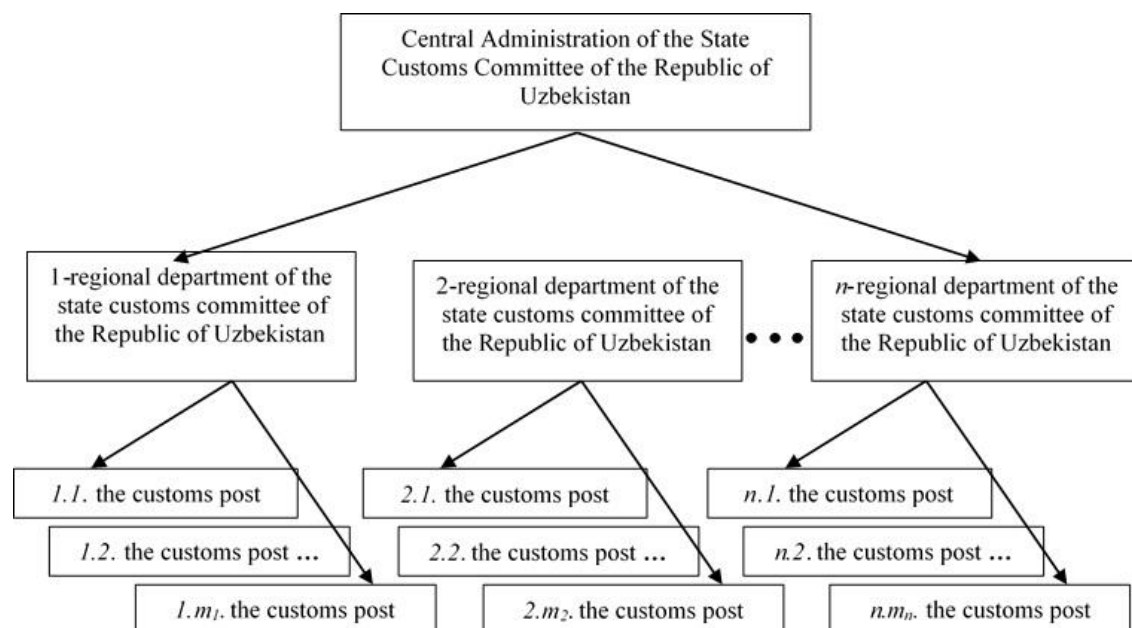 Central Administration of the State
Customs Committee of the Republic of
Uzbekistan
1-regional department of the
state customs committee of
the Republic of Uzbekistan
2-regional department of the
state customs committee of
the Republic of Uzbekistan
n-regional department of the
state customs committee of
the Republic of Uzbekistan
1.1. the customs post
1.2. the customs post ...
1.m₁. the customs post
2.1. the customs post
2.2. the customs post ...
2.m₂. the customs post
n.1. the customs post
n.2. the customs post ...
n.mₙ. the customs post